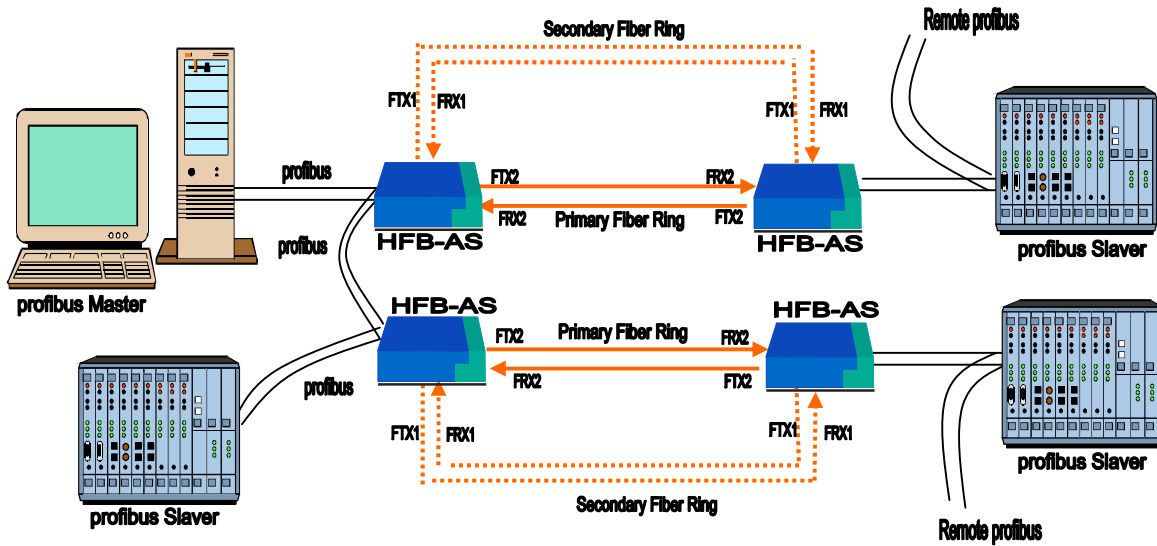 Secondary Fiber Ring
Remote profibus
FTX1
FRX1
FTX1
FRX1
profibus
FTX2
FRX2
FRX2
Primary Fiber Ring
FTX2
profibus
HFB-AS
HFB-AS
profibus Slaver
profibus Master
HFB-AS
HFB-AS
FTX2
Primary Fiber Ring
FRX2
FRX2
FTX2
profibus
FTX1
FRX1
FTX1
FRX1
profibus Slaver
Secondary Fiber Ring
profibus Slaver
Remote profibus